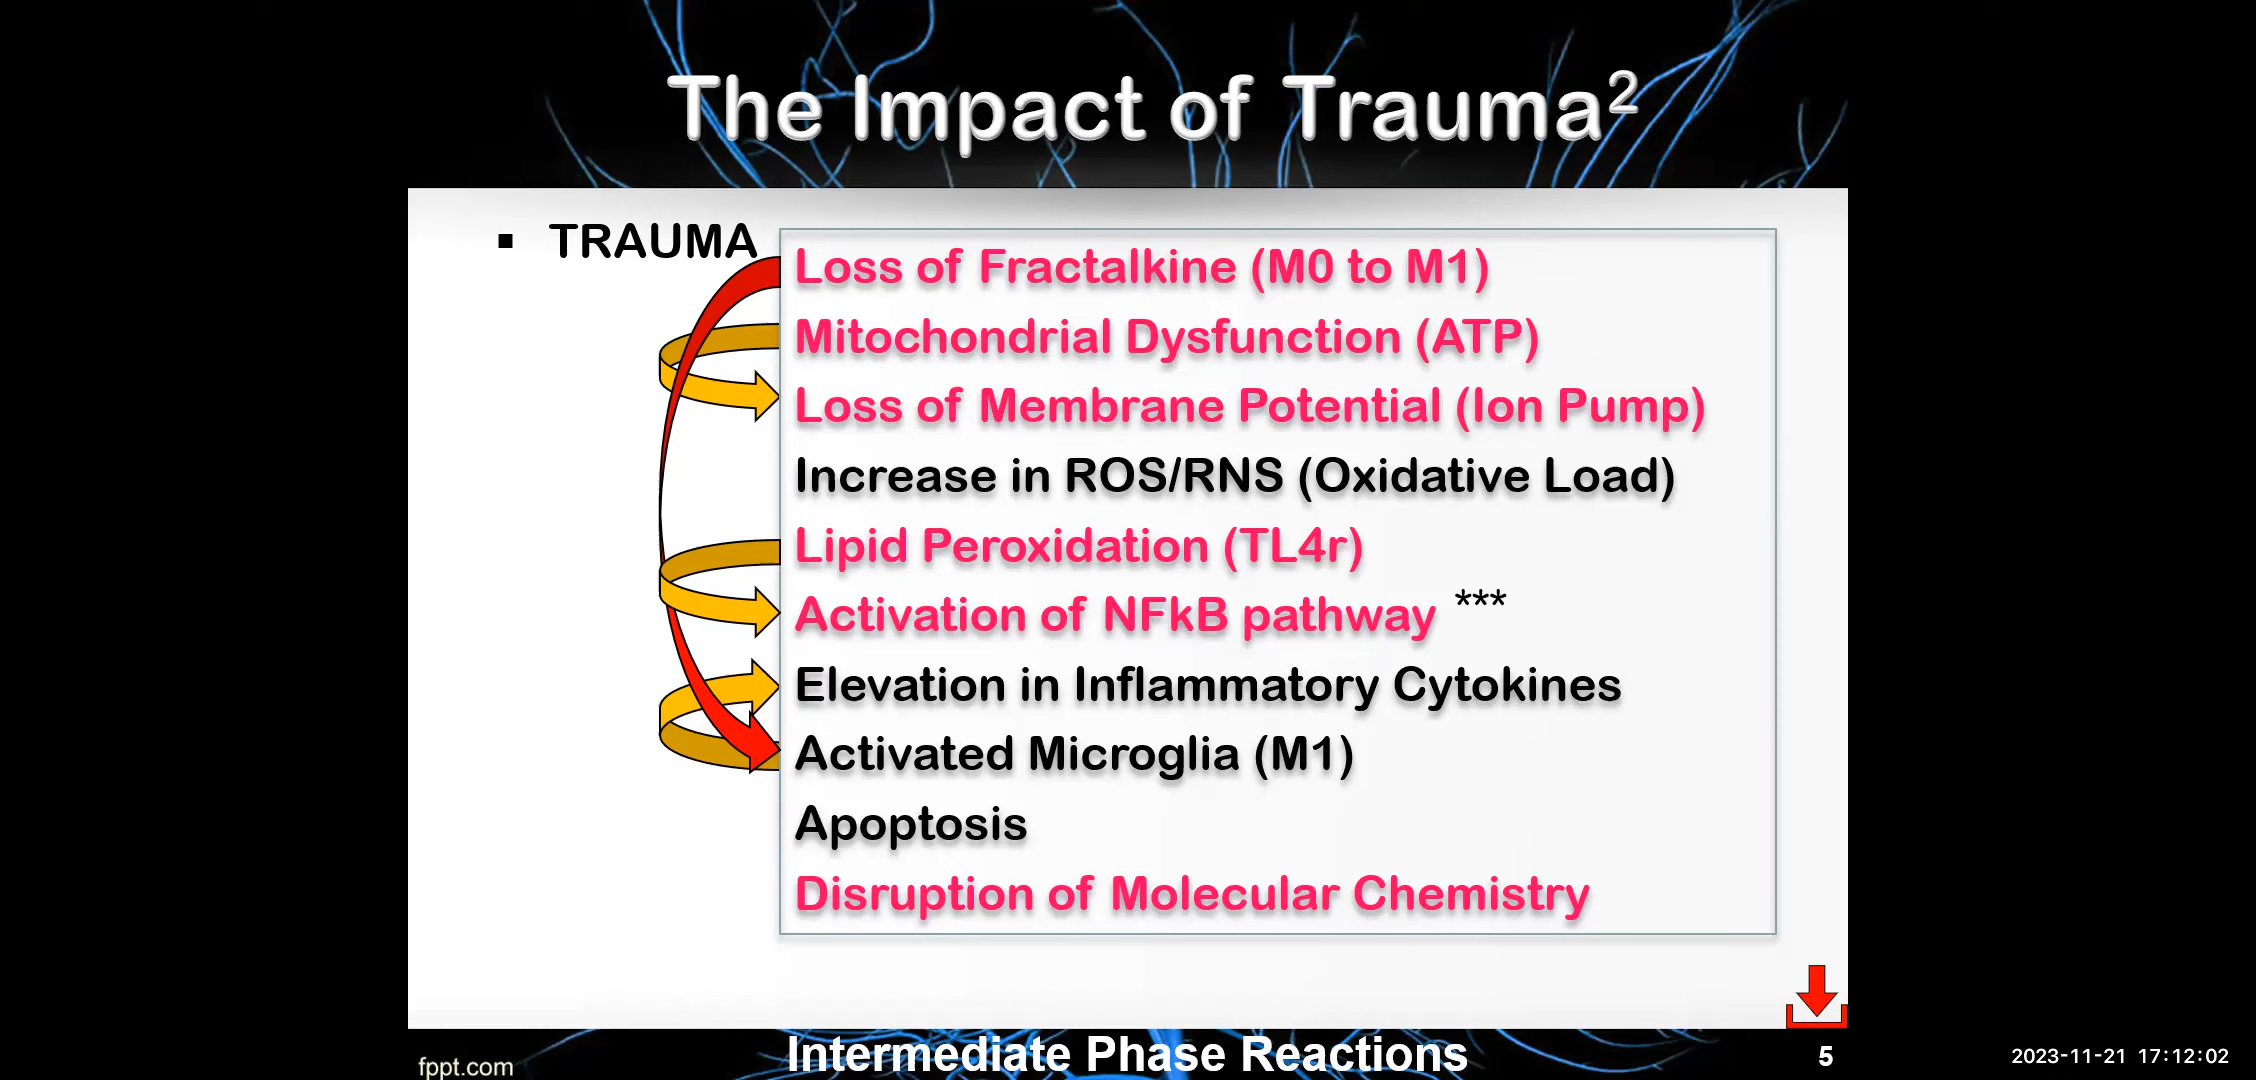 The Impact of Trauma²
▪ TRAUMA
Loss of Fractalkine (M0 to M1)
Mitochondrial Dysfunction (ATP)
Loss of Membrane Potential (Ion Pump)
Increase in ROS/RNS (Oxidative Load)
Lipid Peroxidation (TL4r)
Activation of NFkB pathway ***
Elevation in Inflammatory Cytokines
Activated Microglia (M1)
Apoptosis
Disruption of Molecular Chemistry
fppt.com
Intermediate Phase Reactions
5
2023-11-21 17:12:02